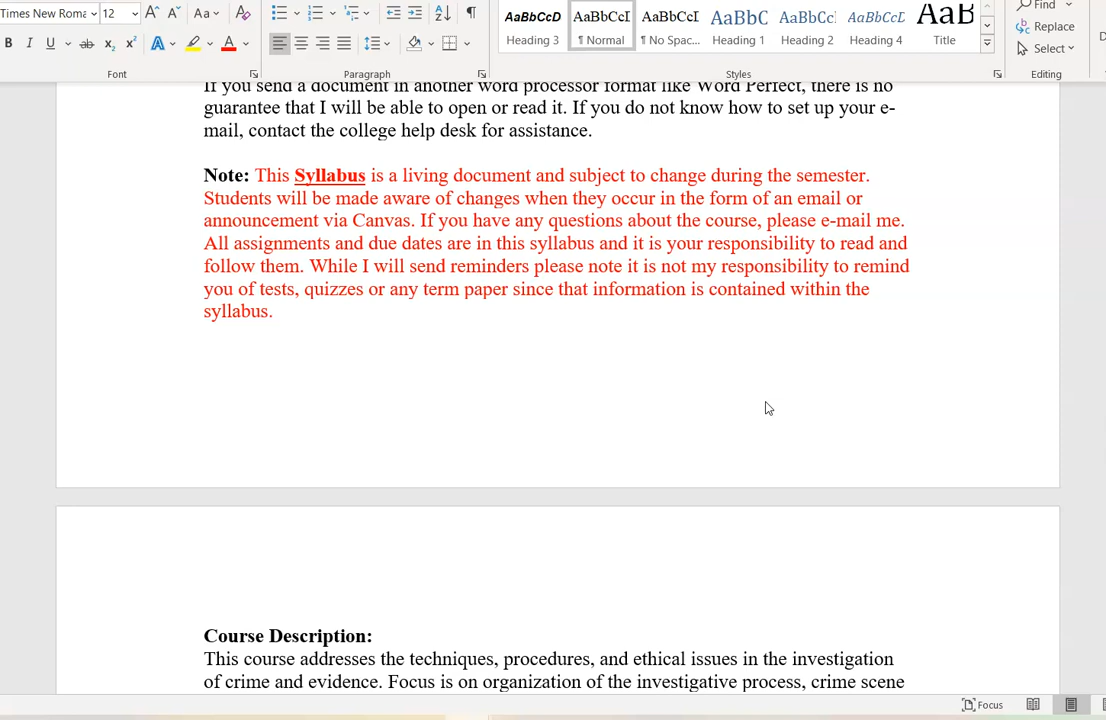 Times New Roma 12 Aa Find
AaBbCcD AaBbCcI AaBbCcI AaBbC AaBbCc AaBbCcD AaB
Replace
B I U ab x₂ x² A A
Heading 3 ¶ Normal ¶ No Spac... Heading 1 Heading 2 Heading 4 Title
Select
Font Paragraph Styles Editing
If you send a document in another word processor format like Word Perfect, there is no
guarantee that I will be able to open or read it. If you do not know how to set up your e-
mail, contact the college help desk for assistance.
Note: This Syllabus is a living document and subject to change during the semester.
Students will be made aware of changes when they occur in the form of an email or
announcement via Canvas. If you have any questions about the course, please e-mail me.
All assignments and due dates are in this syllabus and it is your responsibility to read and
follow them. While I will send reminders please note it is not my responsibility to remind
you of tests, quizzes or any term paper since that information is contained within the
syllabus.
Course Description:
This course addresses the techniques, procedures, and ethical issues in the investigation
of crime and evidence. Focus is on organization of the investigative process, crime scene
Focus